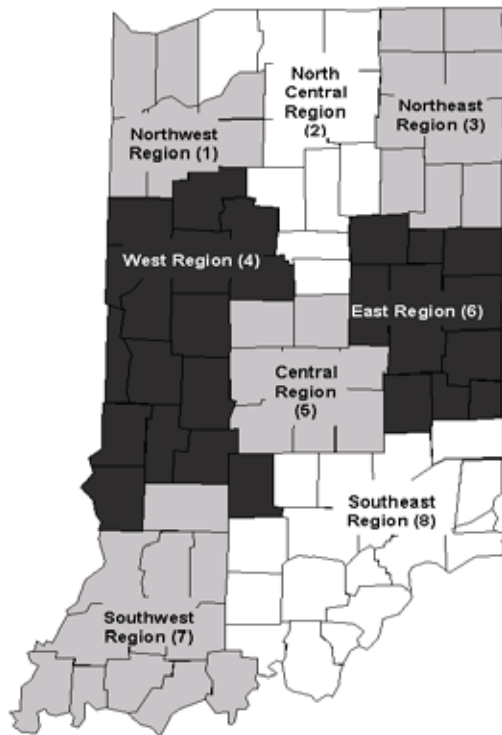 North
Central
Region
(2)
Northeast
Region (3)
Northwest
Region (1)
West Region (4)
East Region (6)
Central
Region
(5)
Southeast
Region (8)
Southwest
Region (7)